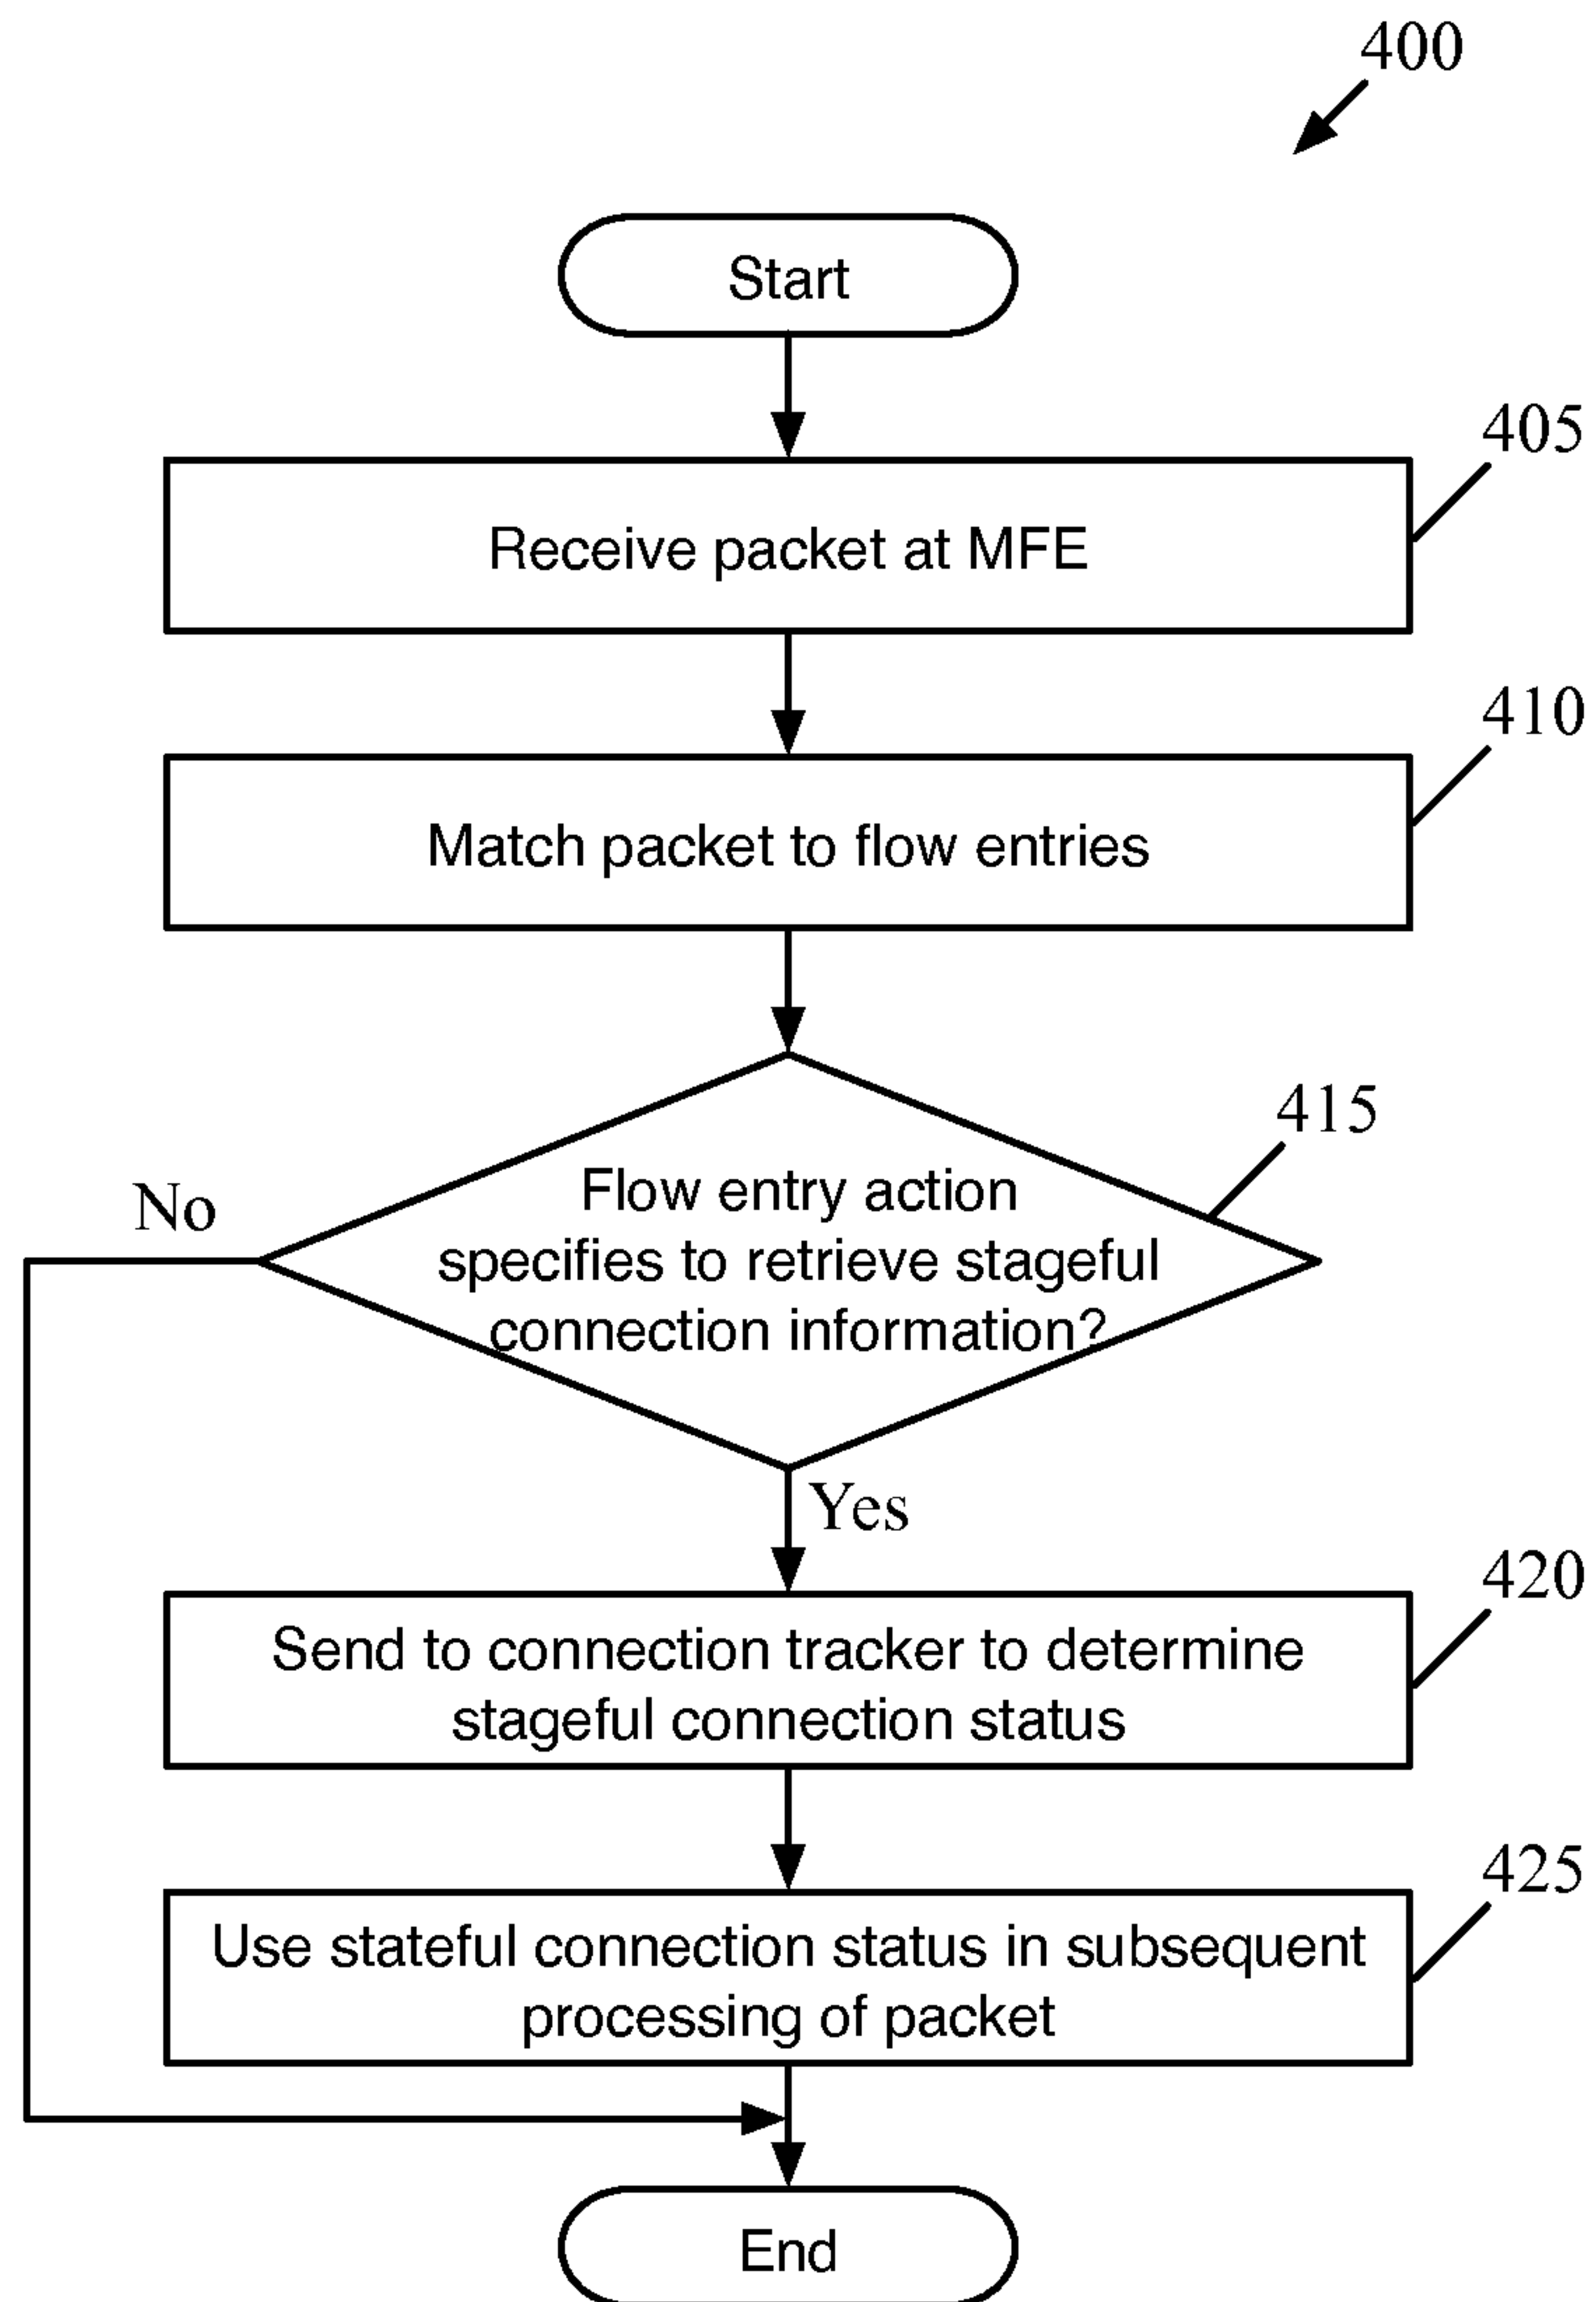 400
Start
405
Receive packet at MFE
410
Match packet to flow entries
415
Flow entry action
specifies to retrieve stageful
connection information?
No
Yes
420
Send to connection tracker to determine
stageful connection status
425
Use stateful connection status in subsequent
processing of packet
End